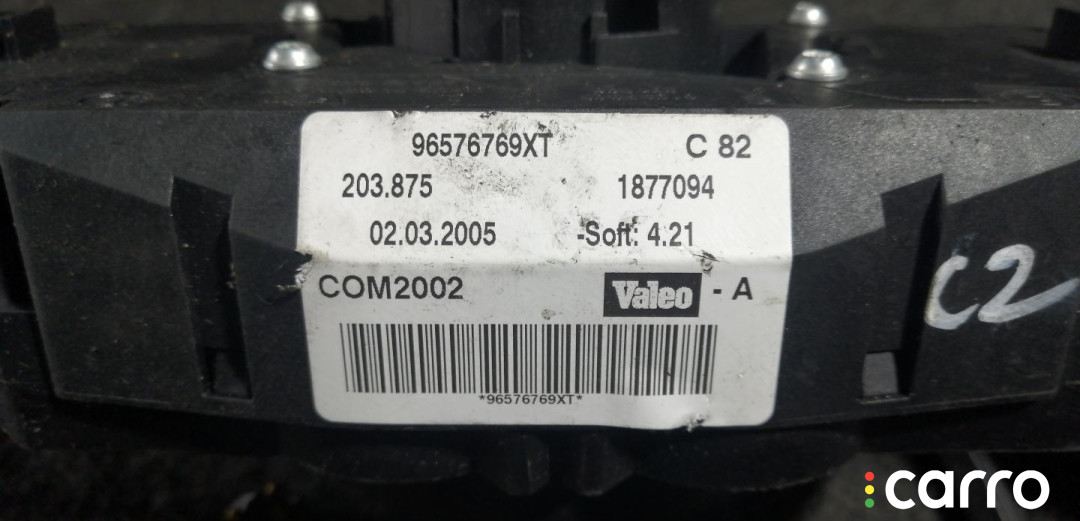 96576769XT C 82
203.875 1877094
02.03.2005 -Soft: 4.21
COM2002 Valeo - A
*96576769XT*
C2
carro